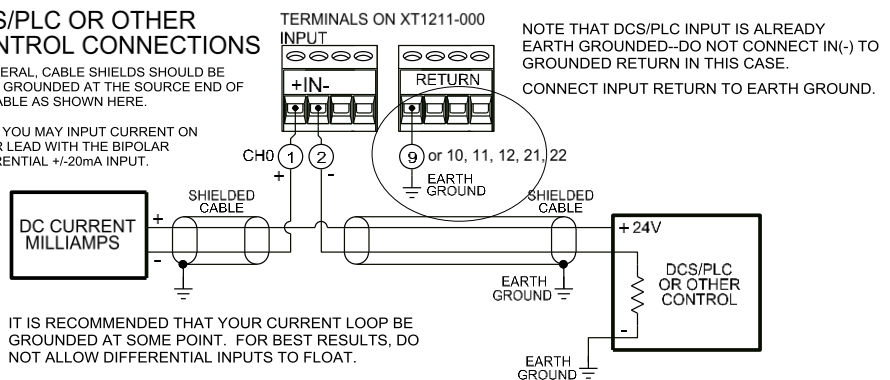 S/PLC OR OTHER
NTROL CONNECTIONS
ERAL, CABLE SHIELDS SHOULD BE
GROUNDED AT THE SOURCE END OF
ABLE AS SHOWN HERE.
YOU MAY INPUT CURRENT ON
R LEAD WITH THE BIPOLAR
RENTIAL +/-20mA INPUT.
TERMINALS ON XT1211-000
INPUT
+IN-
RETURN
NOTE THAT DCS/PLC INPUT IS ALREADY
EARTH GROUNDED--DO NOT CONNECT IN(-) TO
GROUNDED RETURN IN THIS CASE.
CONNECT INPUT RETURN TO EARTH GROUND.
CH0 1 2
+ -
9 or 10, 11, 12, 21, 22
EARTH
GROUND
SHIELDED
CABLE
SHIELDED
CABLE
DC CURRENT
MILLIAMPS
+
-
+ 24V
DCS/PLC
OR OTHER
CONTROL
-
EARTH
GROUND
EARTH
GROUND
IT IS RECOMMENDED THAT YOUR CURRENT LOOP BE
GROUNDED AT SOME POINT. FOR BEST RESULTS, DO
NOT ALLOW DIFFERENTIAL INPUTS TO FLOAT.